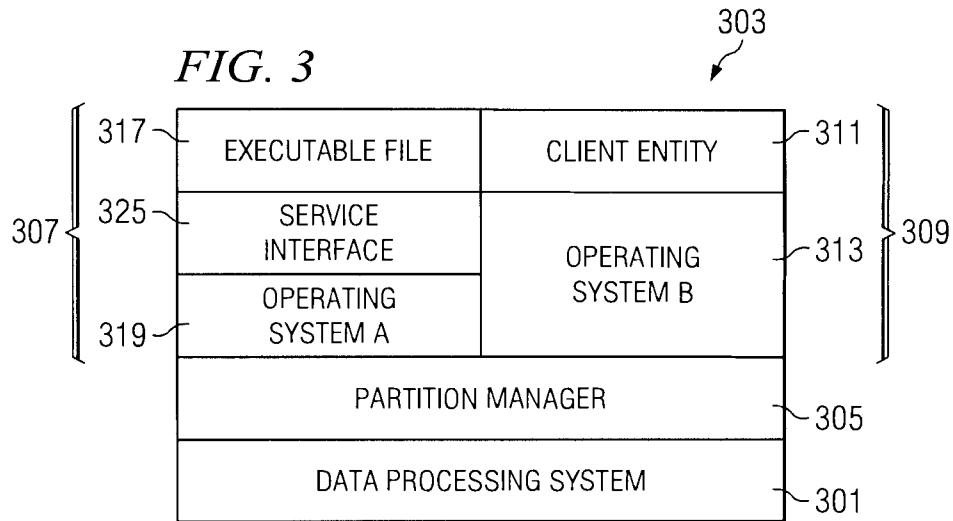 FIG. 3
303
317
EXECUTABLE FILE
CLIENT ENTITY
311
307
325
SERVICE
INTERFACE
OPERATING
SYSTEM B
313
309
319
OPERATING
SYSTEM A
PARTITION MANAGER
305
DATA PROCESSING SYSTEM
301